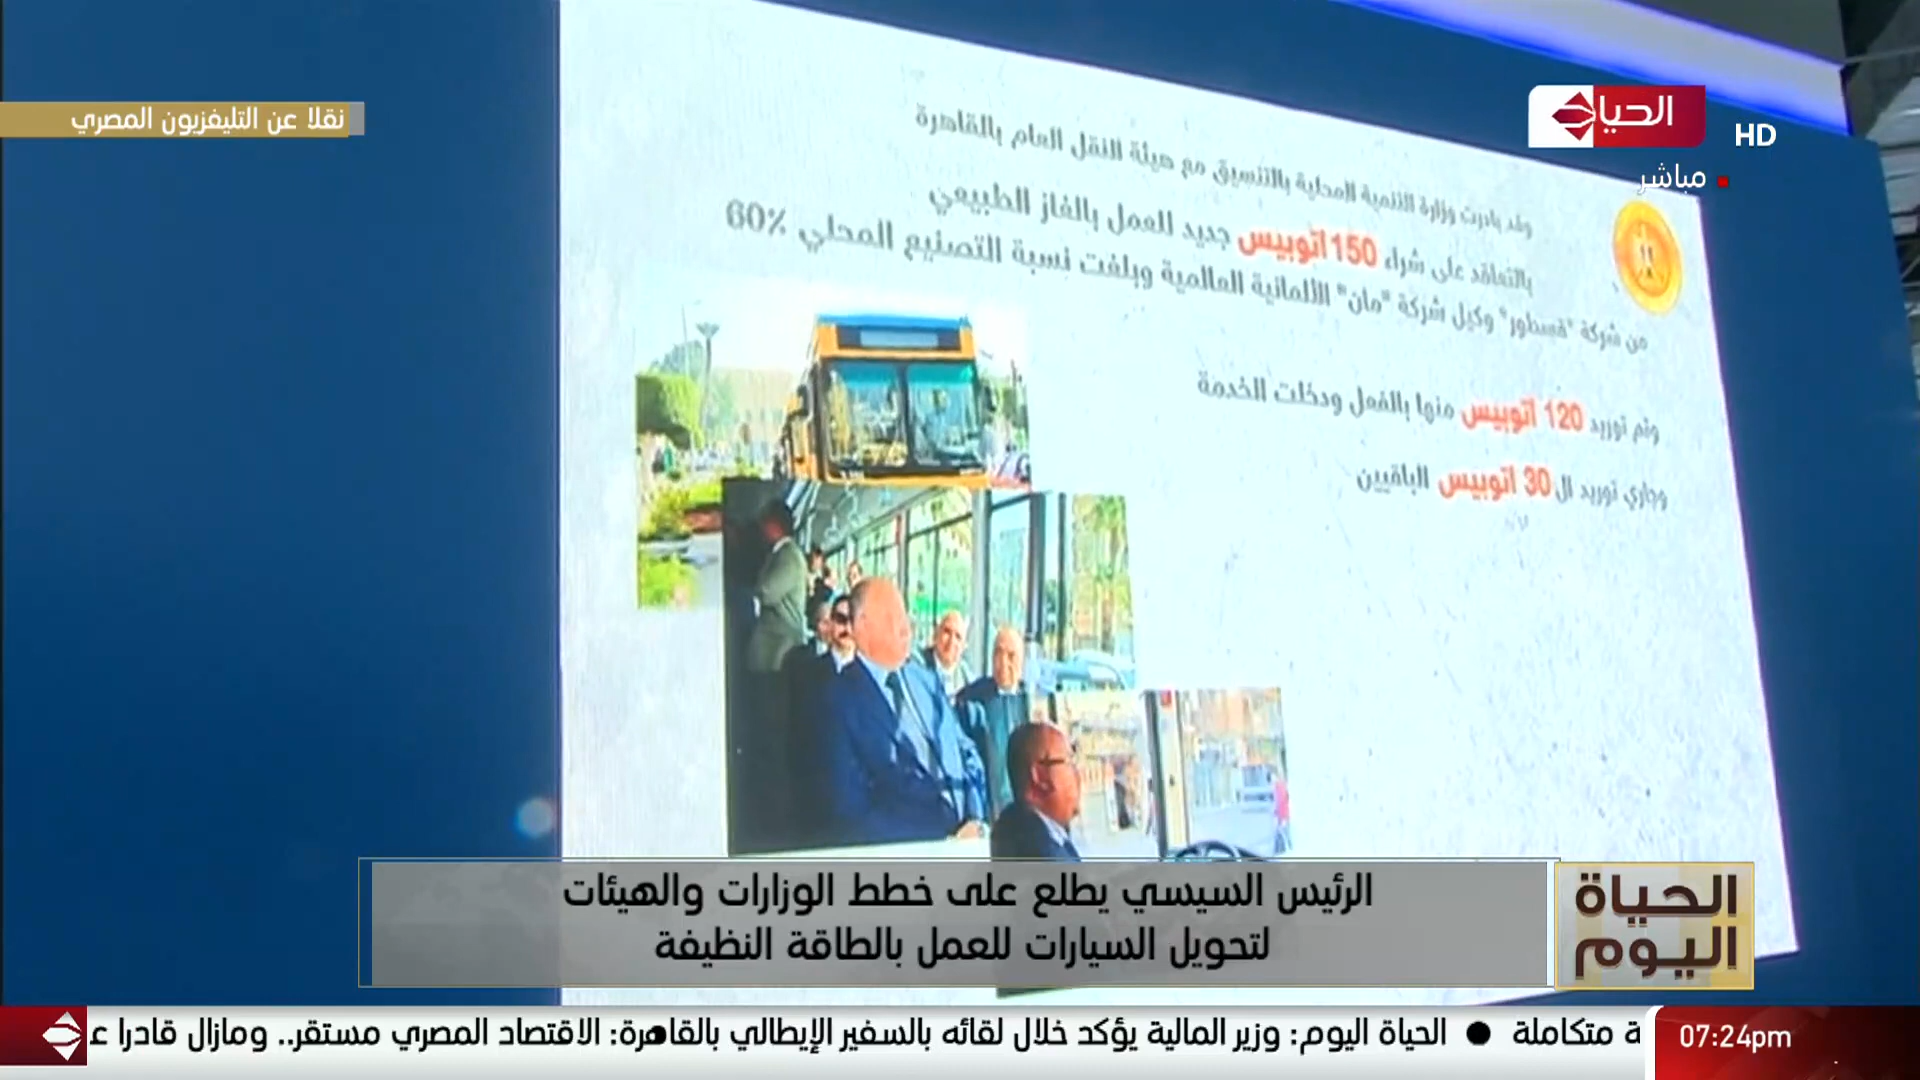 نقلا عن التليفزيون المصري
الحياة
HD
مباشر
وقد بادرت وزارة التنمية المحلية بالتنسيق مع هيئة النقل العام بالقاهرة
بالتعاقد على شراء 150 اتوبيس جديد للعمل بالغاز الطبيعي
من شركة "قسطور" وكيل شركة "مان" الألمانية العالمية وبلغت نسبة التصنيع المحلي 60%
وتم توريد 120 اتوبيس منها بالفعل ودخلت الخدمة
وجاري توريد ال 30 اتوبيس الباقيين
الرئيس السيسي يطلع على خطط الوزارات والهيئات
لتحويل السيارات للعمل بالطاقة النظيفة
الحياة
اليوم
ة متكاملة ● الحياة اليوم: وزير المالية يؤكد خلال لقائه بالسفير الإيطالي بالقاهرة: الاقتصاد المصري مستقر.. ومازال قادرا ع
07:24pm